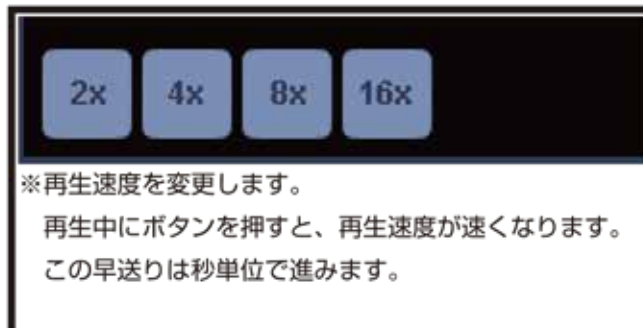 2x 4x 8x 16x
※再生速度を変更します。
再生中にボタンを押すと、再生速度が速くなります。
この早送りは秒単位で進みます。